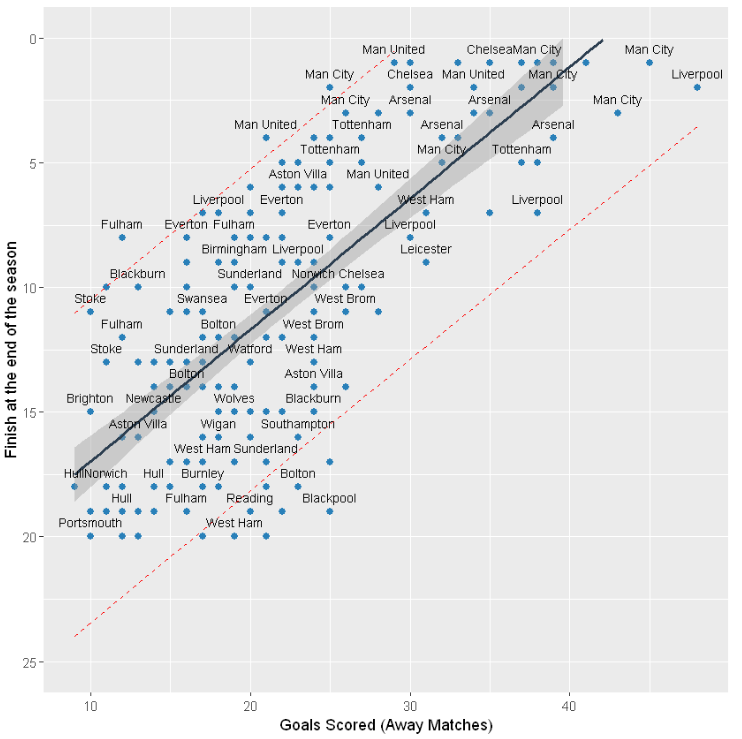 0
Man United ChelseaMan City Man City
Man City Chelsea Man United Man City Liverpool
Man City Arsenal Arsenal Man City
Man United Tottenham Arsenal Arsenal
5
Tottenham Man City Tottenham
Aston Villa Man United
Liverpool Everton West Ham Liverpool
Fulham Everton Fulham Everton Liverpool
Birmingham Liverpool Leicester
10
Blackburn Sunderland Norwich Chelsea
Stoke Swansea Everton West Brom
Fulham Bolton West Brom
Stoke Sunderland Watford West Ham
Bolton Aston Villa
15
Brighton Newcastle Wolves Blackburn
Aston Villa Wigan Southampton
West Ham Sunderland
HullNorwich Hull Burney Bolton
Hull Fulham Reading Blackpool
20
Portsmouth West Ham
25
10 20 30 40
Goals Scored (Away Matches)
Finish at the end of the season